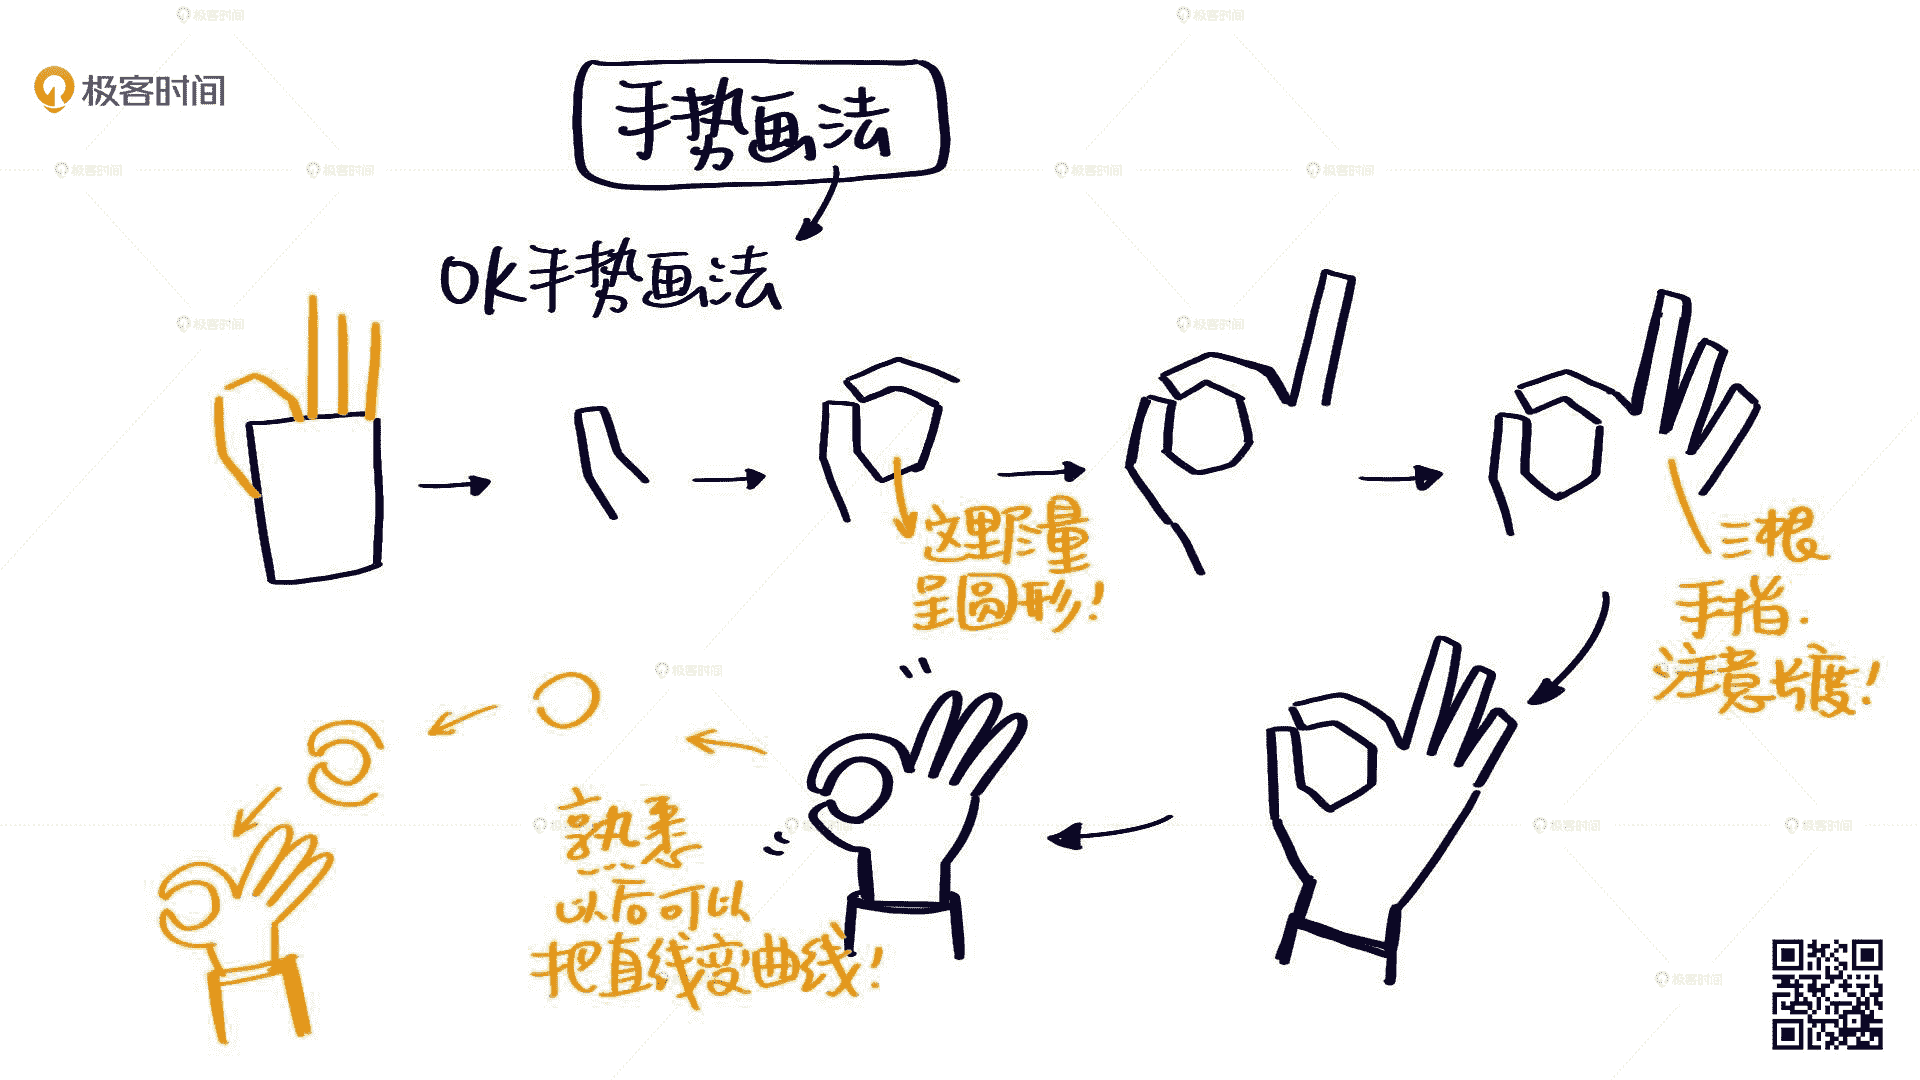 极客时间
手势画法
OK手势画法
这里尽量
呈圆形!
三根
手指.
注意长度!
熟悉
以后可以
把直线变曲线!